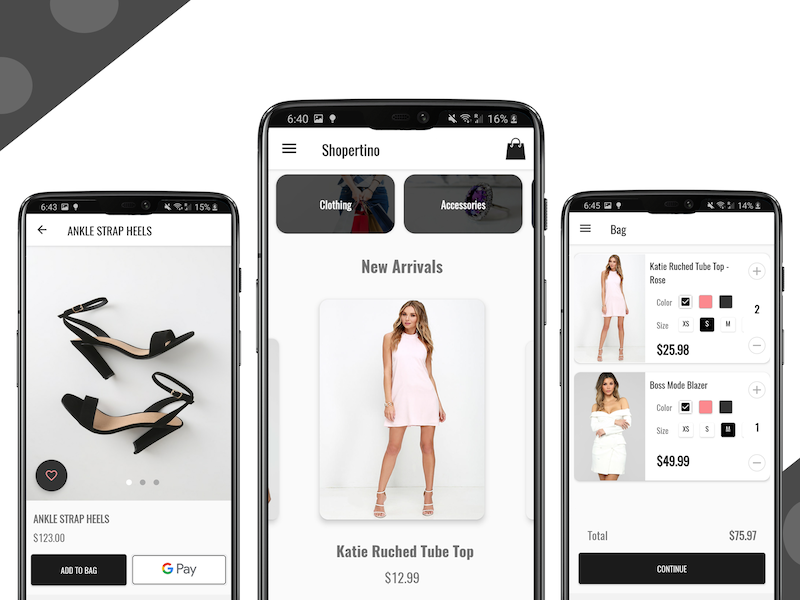 6:43
15%
ANKLE STRAP HEELS
ANKLE STRAP HEELS
$123.00
ADD TO BAG
G Pay
6:40
16%
Shopertino
Clothing
Accessories
New Arrivals
Katie Ruched Tube Top
$12.99
6:45
14%
Bag
Katie Ruched Tube Top -
Rose
Color
2
Size XS S M
$25.98
Boss Mode Blazer
Color
1
Size XS S M
$49.99
Total $75.97
CONTINUE